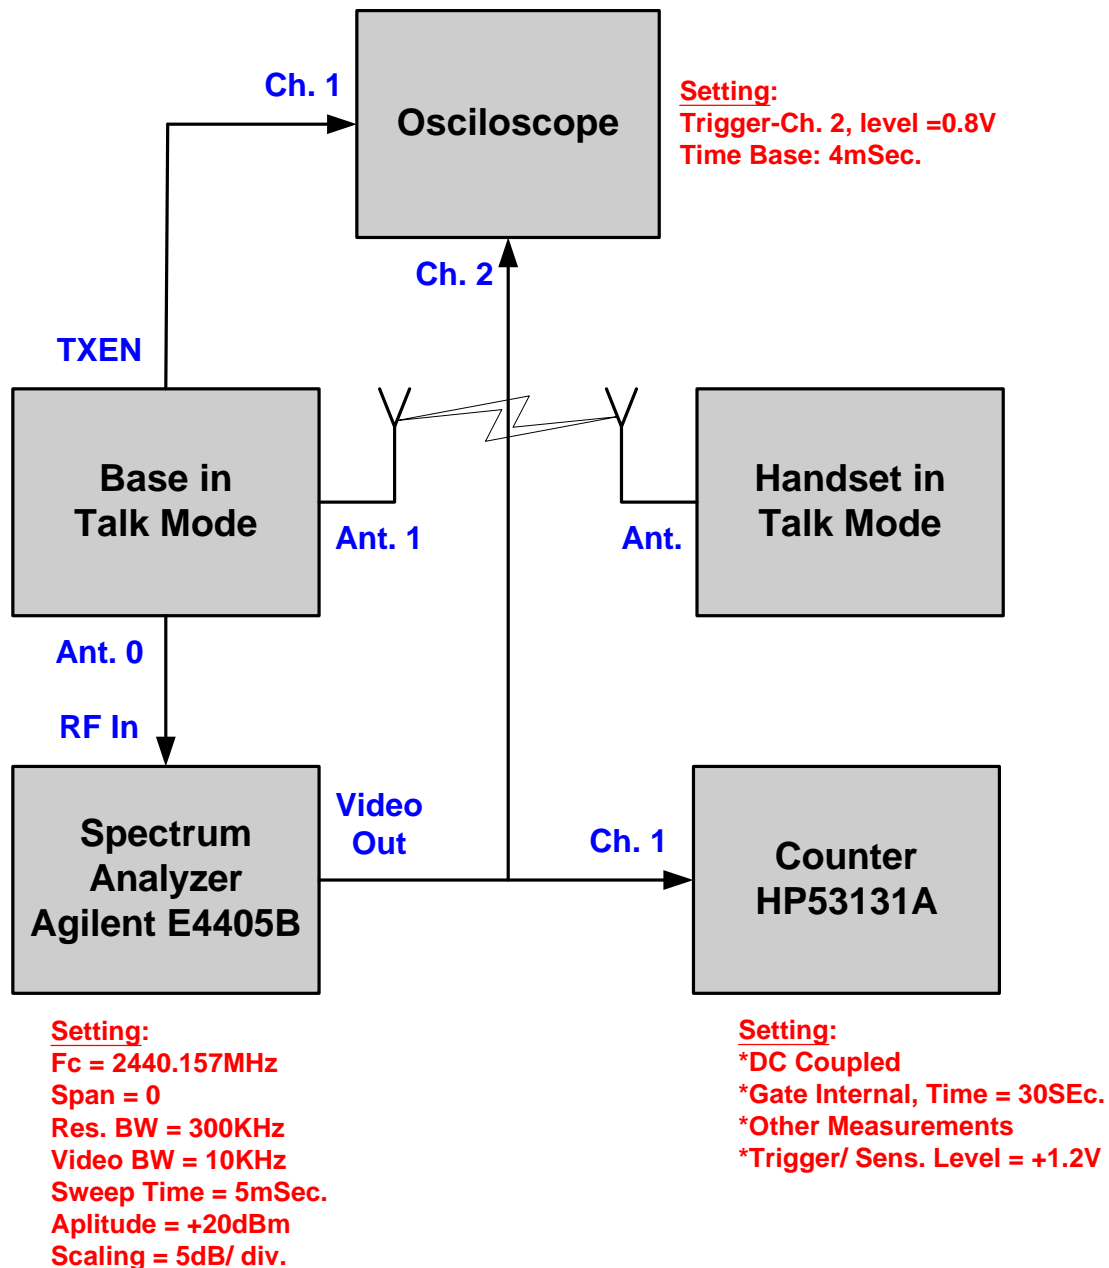 Ch. 1
Osciloscope
Setting:
Trigger-Ch. 2, level =0.8V
Time Base: 4mSec.
Ch. 2
TXEN
Base in
Talk Mode
Ant. 1
Handset in
Talk Mode
Ant.
Ant. 0
RF In
Spectrum
Analyzer
Agilent E4405B
Video
Out
Ch. 1
Counter
HP53131A
Setting:
Fc = 2440.157MHz
Span = 0
Res. BW = 300KHz
Video BW = 10KHz
Sweep Time = 5mSec.
Aplitude = +20dBm
Scaling = 5dB/ div.
Setting:
*DC Coupled
*Gate Internal, Time = 30SEc.
*Other Measurements
*Trigger/ Sens. Level = +1.2V